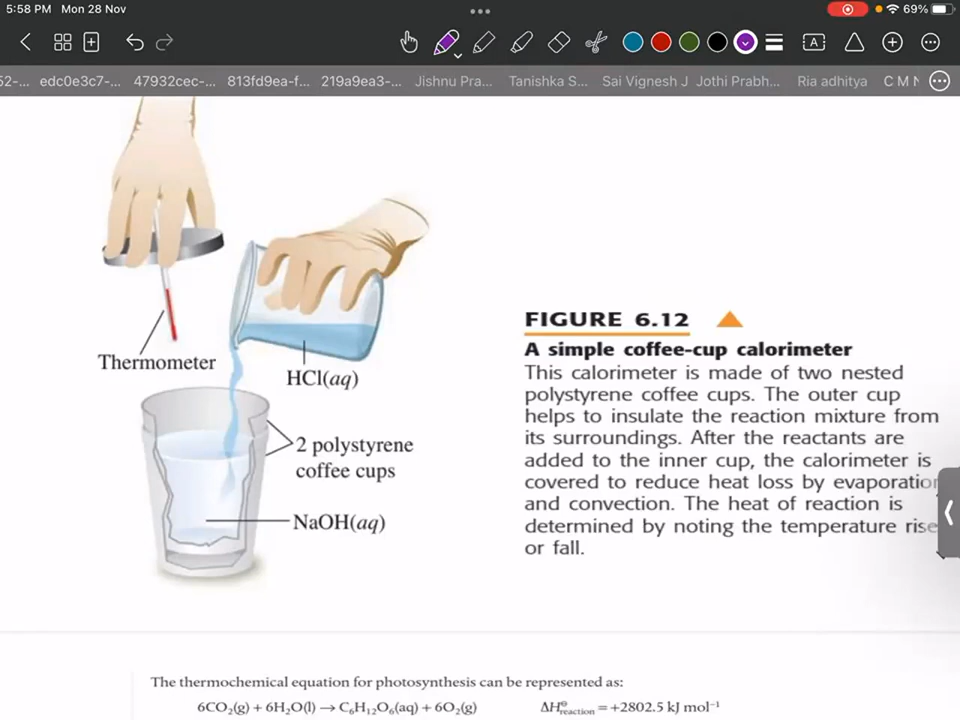 5:58 PM Mon 28 Nov
69%
A
52-... edc0e3c7-... 47932cec-... 813fd9ea-f... 219a9ea3-... Jishnu Pra... Tanishka S... Sai Vignesh J Jothi Prabh... Ria adhitya C M N
Thermometer
HCl(aq)
2 polystyrene
coffee cups
NaOH(aq)
FIGURE 6.12
A simple coffee-cup calorimeter
This calorimeter is made of two nested
polystyrene coffee cups. The outer cup
helps to insulate the reaction mixture from
its surroundings. After the reactants are
added to the inner cup, the calorimeter is
covered to reduce heat loss by evaporation
and convection. The heat of reaction is
determined by noting the temperature rise
or fall.
The thermochemical equation for photosynthesis can be represented as:
6CO₂(g) + 6H₂O(l) → C₆H₁₂O₆(aq) + 6O₂(g) ΔH⦵reaction = +2802.5 kJ mol⁻¹